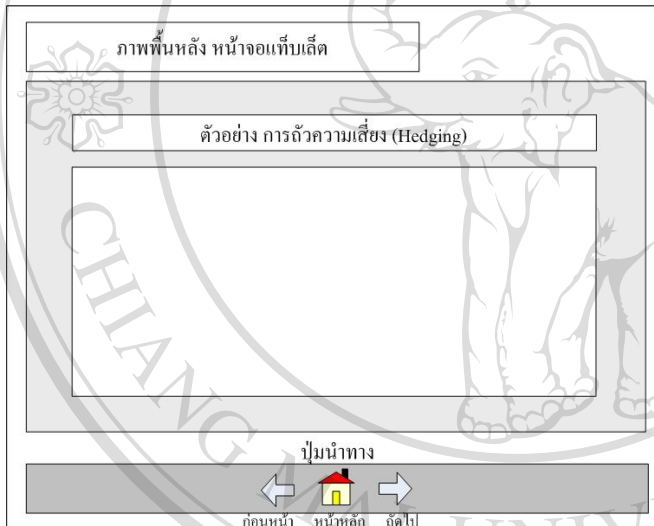 ภาพพื้นหลัง หน้าจอแท็บเล็ต
ตัวอย่าง การถัวความเสี่ยง (Hedging)
ปุ่มนำทาง
ก่อนหน้า หน้าหลัก ถัดไป
CHIANG MAI UNIV